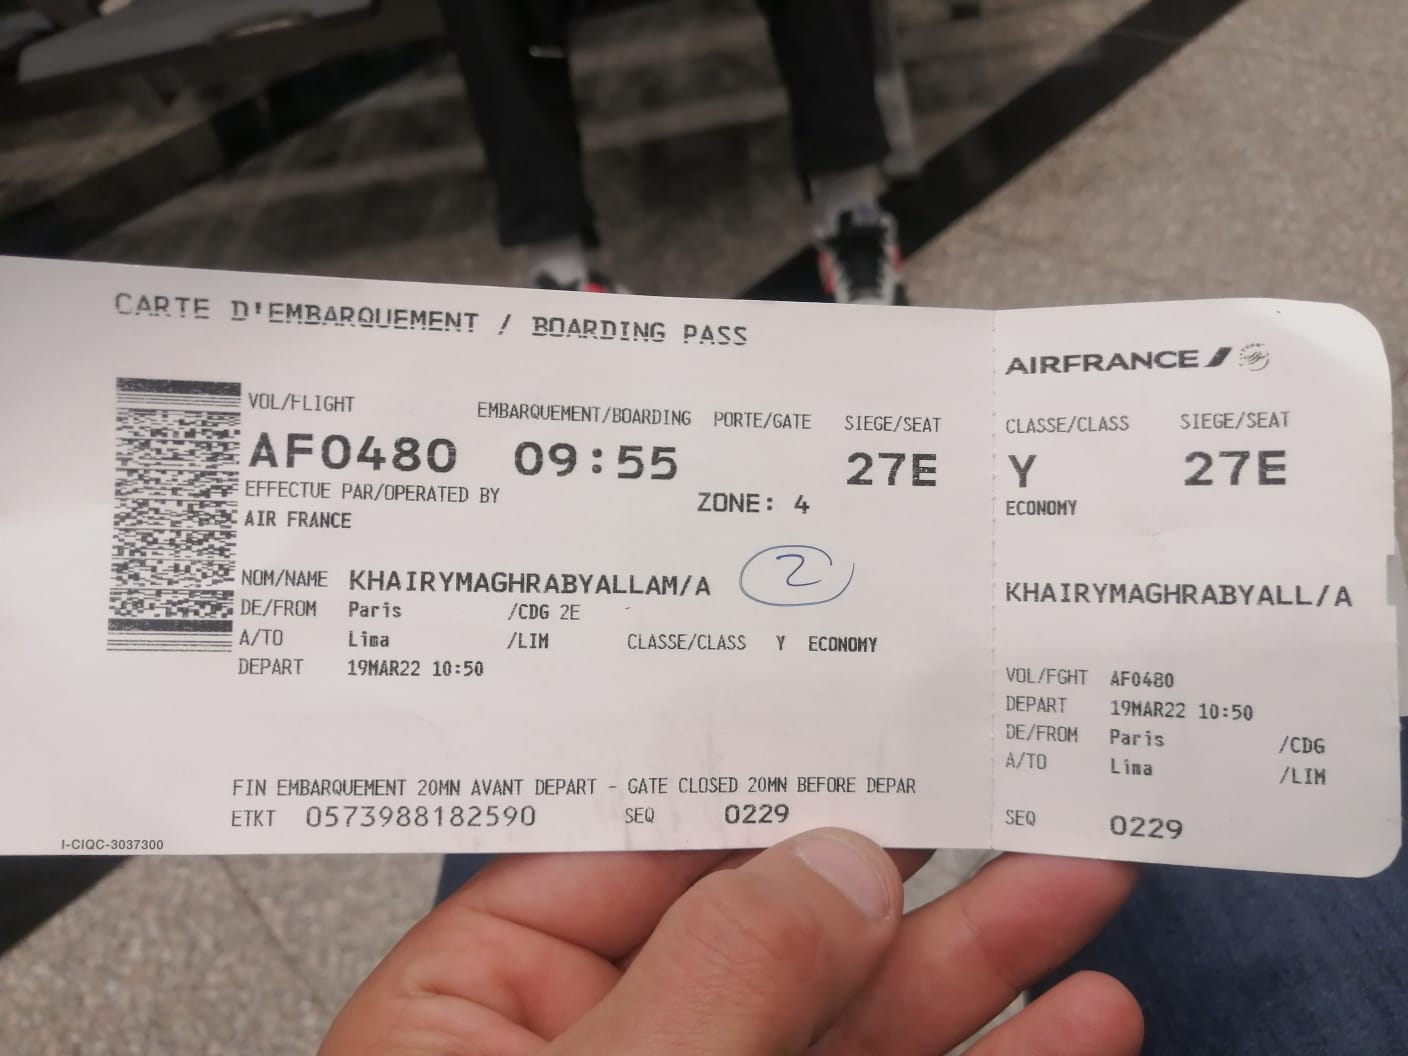 CARTE D'EMBARQUEMENT / BOARDING PASS
VOL/FLIGHT EMBARQUEMENT/BOARDING PORTE/GATE SIEGE/SEAT
AF0480 09:55 27E
EFFECTUE PAR/OPERATED BY ZONE: 4
AIR FRANCE
2
NOM/NAME KHAIRYMAGHRABYALLAM/A
DE/FROM Paris /CDG 2E
A/TO Lima /LIM CLASSE/CLASS Y ECONOMY
DEPART 19MAR22 10:50
FIN EMBARQUEMENT 20MN AVANT DEPART - GATE CLOSED 20MN BEFORE DEPAR
ETKT 0573988182590 SEQ 0229
I-CIQC-3037300
AIRFRANCE
CLASSE/CLASS SIEGE/SEAT
Y 27E
ECONOMY
KHAIRYMAGHRABYALL/A
VOL/FGHT AF0480
DEPART 19MAR22 10:50
DE/FROM Paris /CDG
A/TO Lima /LIM
SEQ 0229